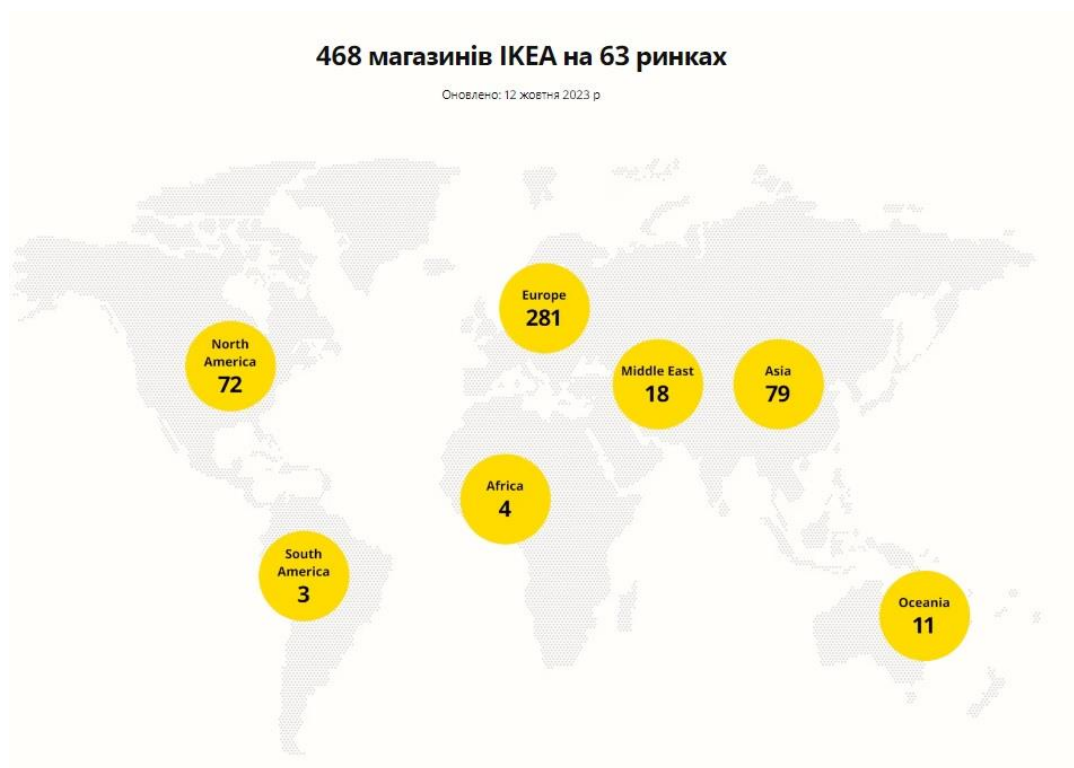 468 магазинів IKEA на 63 ринках
Оновлено: 12 жовтня 2023 р
Europe
281
North
America
72
Middle East
18
Asia
79
Africa
4
South
America
3
Oceania
11